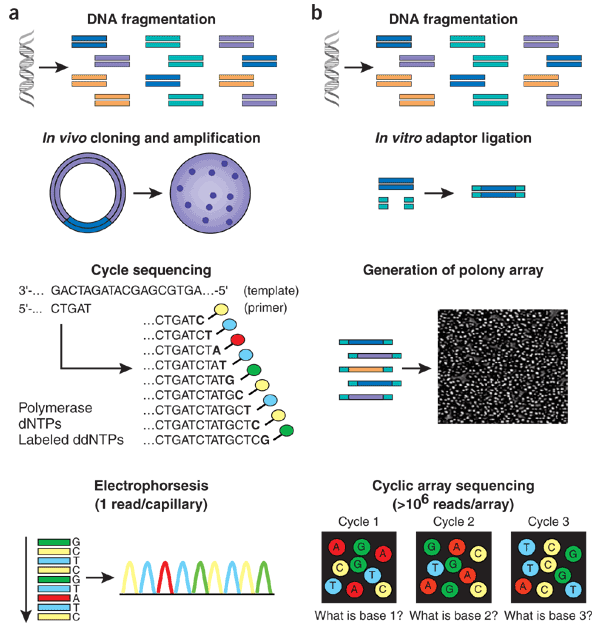 a
DNA fragmentation
In vivo cloning and amplification
Cycle sequencing
3'-... GACTAGATACGAGCGTGA...-5' (template)
5'-... CTGAT (primer)
...CTGATC
...CTGATCT
...CTGATCTA
...CTGATCTAT
...CTGATCTATG
...CTGATCTATGC
...CTGATCTATGCT
...CTGATCTATGCTC
...CTGATCTATGCTCG
Polymerase
dNTPs
Labeled ddNTPs
Electrophorsesis
(1 read/capillary)
G
C
T
C
G
T
A
T
C
b
DNA fragmentation
In vitro adaptor ligation
Generation of polony array
Cyclic array sequencing
(>10⁶ reads/array)
Cycle 1
A G A
C G
T
T A C
What is base 1?
Cycle 2
G A C
What is base 2?
Cycle 3
T C G
What is base 3?